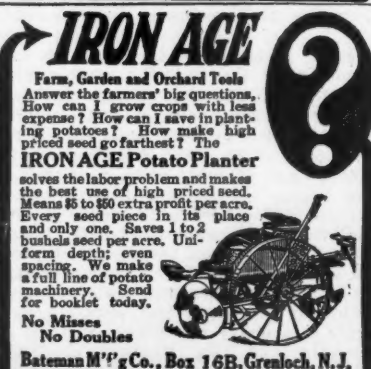 IRON AGE
?
Farm, Garden and Orchard Tools
Answer the farmers' big questions,
How can I grow crops with less
expense? How can I save in plant-
ing potatoes? How make high
priced seed go farthest? The
IRON AGE Potato Planter
solves the labor problem and makes
the best use of high priced seed.
Means $5 to $50 extra profit per acre.
Every seed piece in its place
and only one. Saves 1 to 2
bushels seed per acre. Uni-
form depth; even
spacing. We make
a full line of potato
machinery. Send
for booklet today.
No Misses
No Doubles
Bateman M'f'g Co., Box 16B, Grenloch, N.J.